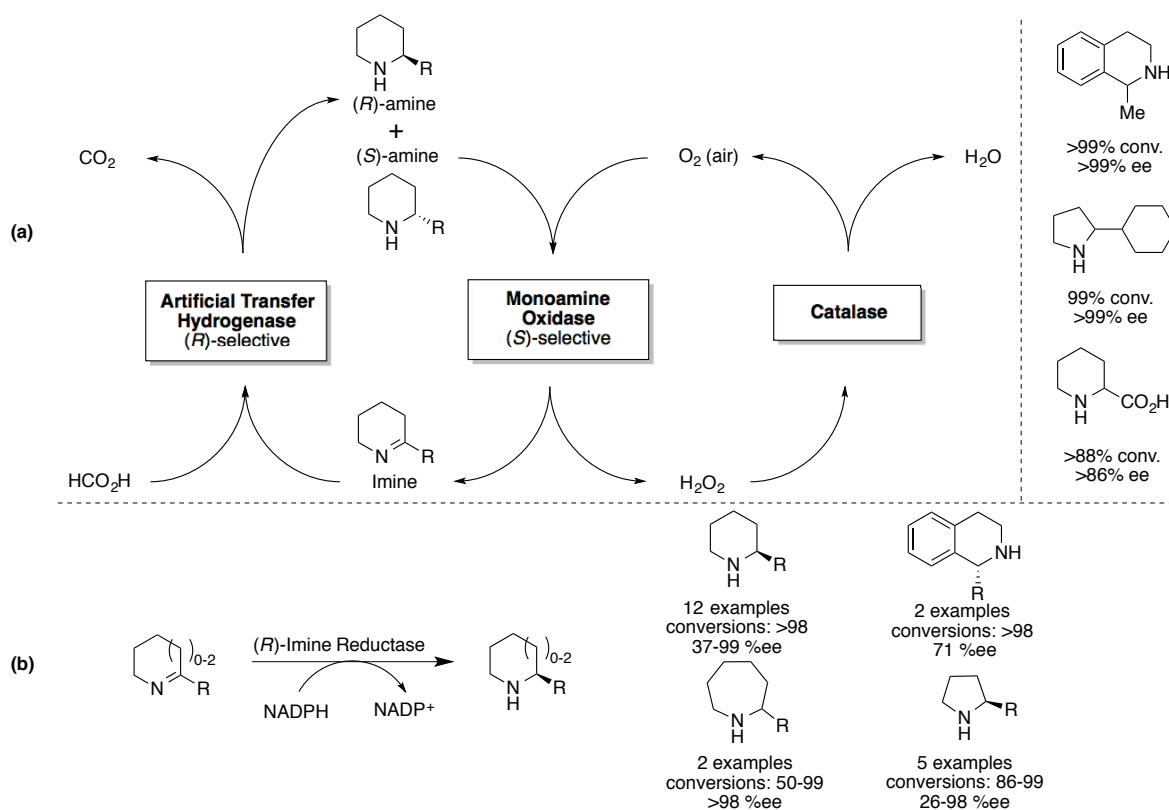 (a)
N
H
R
(R)-amine
+
(S)-amine
N
H
R
CO2
O2 (air)
H2O
Artificial Transfer
Hydrogenase
(R)-selective
Monoamine
Oxidase
(S)-selective
Catalase
HCO2H
N
R
Imine
H2O2
NH
Me
>99% conv.
>99% ee
N
H
99% conv.
>99% ee
N
H
CO2H
>88% conv.
>86% ee
(b)
( )0-2
N
R
(R)-Imine Reductase
NADPH
NADP+
( )0-2
N
H
R
N
H
R
12 examples
conversions: >98
37-99 %ee
NH
R
2 examples
conversions: >98
71 %ee
N
H
R
2 examples
conversions: 50-99
>98 %ee
N
H
R
5 examples
conversions: 86-99
26-98 %ee